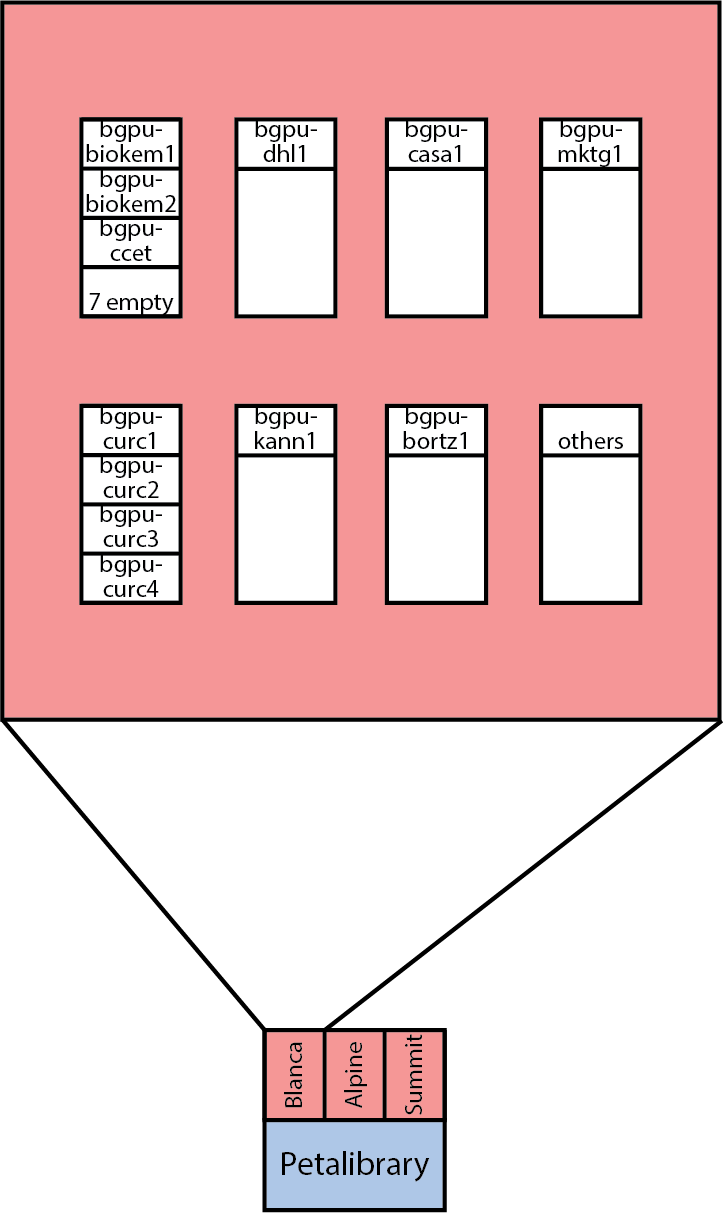 bgpu-
biokem1
bgpu-
biokem2
bgpu-
ccet
7 empty
bgpu-
dhl1
bgpu-
casa1
bgpu-
mktg1
bgpu-
curc1
bgpu-
curc2
bgpu-
curc3
bgpu-
curc4
bgpu-
kann1
bgpu-
bortz1
others
Blanca
Alpine
Summit
Petalibrary